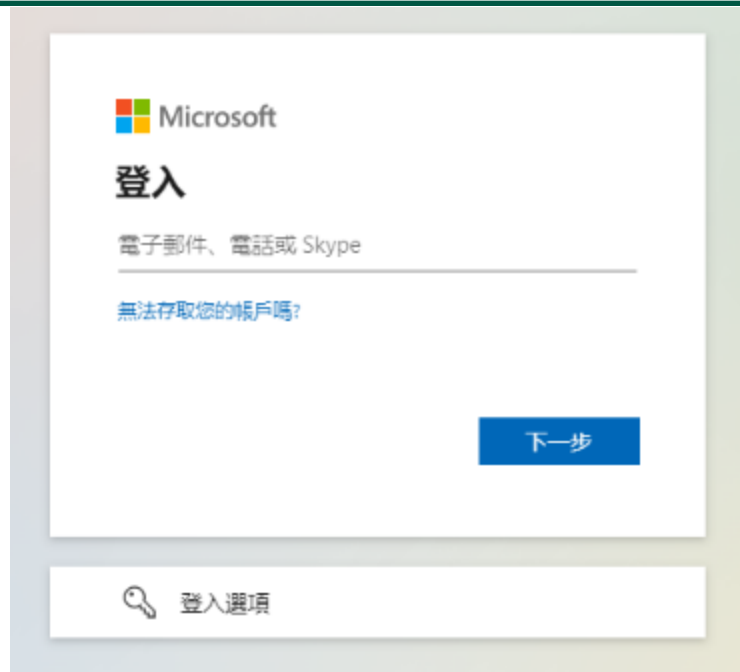 Microsoft
登入
電子郵件、電話或 Skype
無法存取您的帳戶嗎?
下一步
登入選項